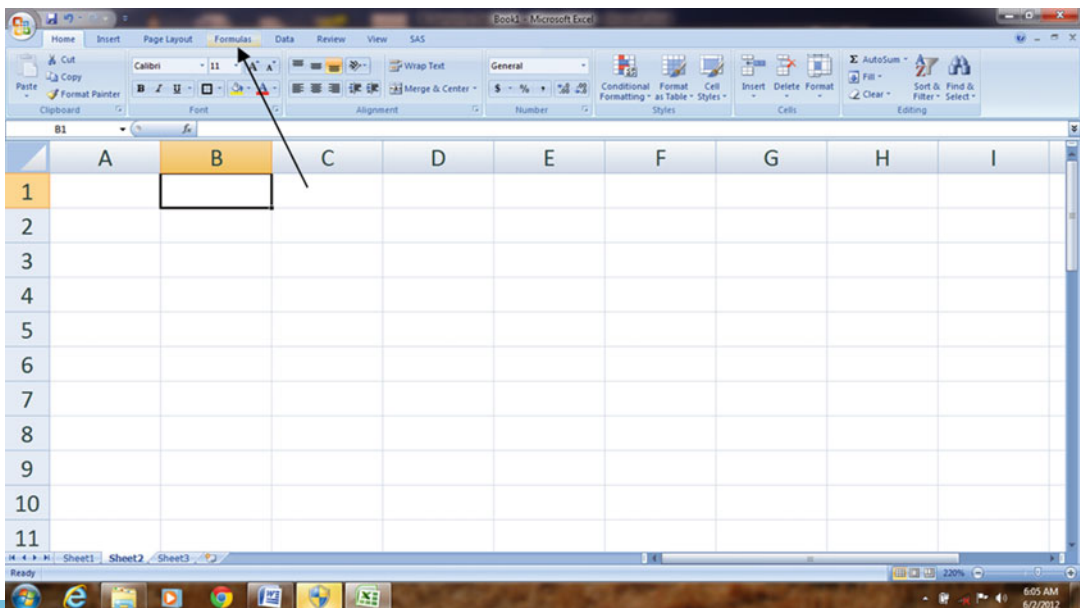 Book1 - Microsoft Excel
Home Insert Page Layout Formulas Data Review View SAS
Cut Calibri 11 A A Wrap Text General Σ AutoSum
Copy Fill
Paste Format Painter B I U A Merge & Center $ % , Conditional Formatting Format as Table Cell Styles Insert Delete Format Clear Sort & Filter Find & Select
Clipboard Font Alignment Number Styles Cells Editing
B1 fx
A B C D E F G H I
1
2
3
4
5
6
7
8
9
10
11
Sheet1 Sheet2 Sheet3
Ready 220%
6:05 AM
6/2/2012